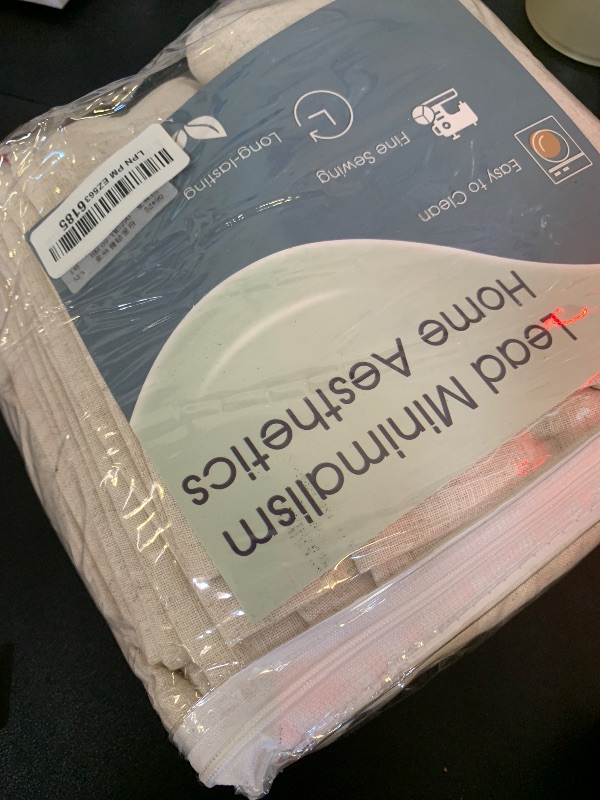 Lead Minimalism
Home Aesthetics
Easy to Clean
Fine Sewing
Long-lasting
LPN PM EZ5636185